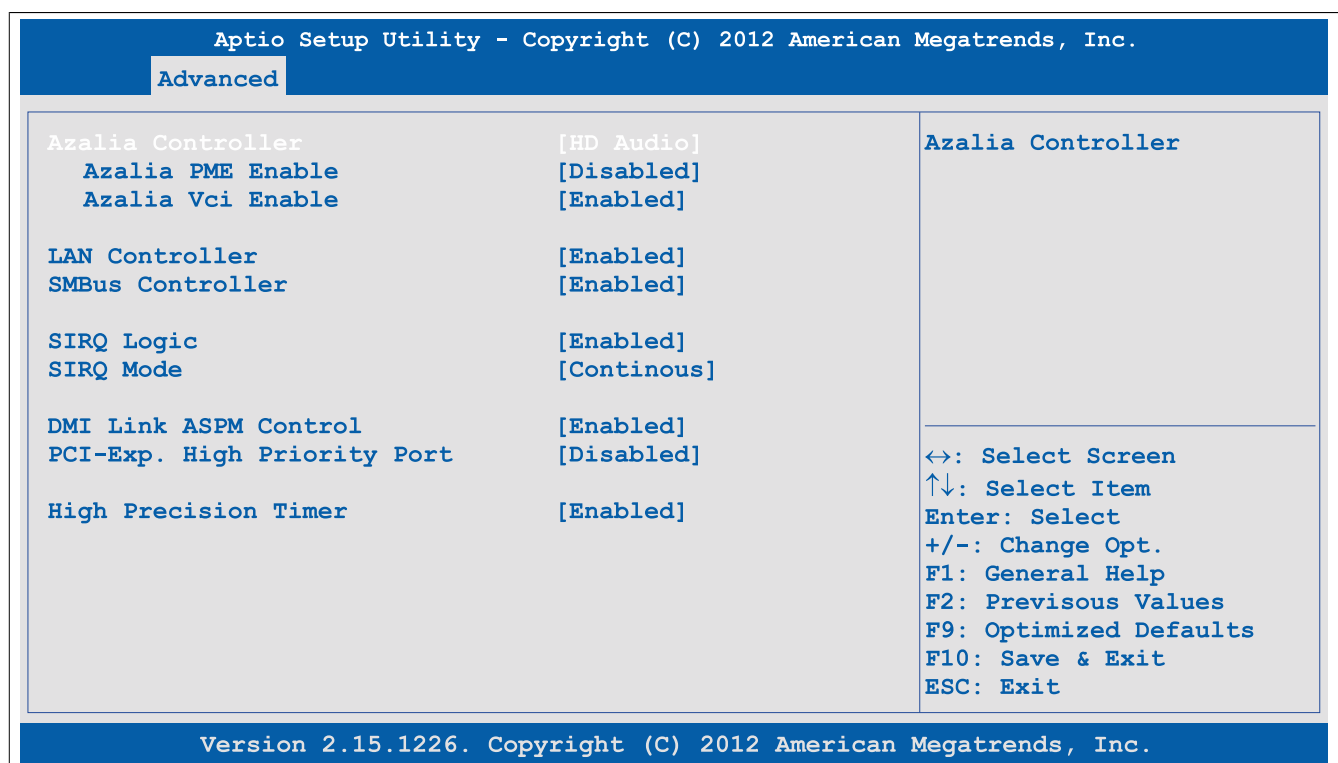 Aptio Setup Utility - Copyright (C) 2012 American Megatrends, Inc.
Advanced
Azalia Controller [HD Audio]
Azalia PME Enable [Disabled]
Azalia Vci Enable [Enabled]
LAN Controller [Enabled]
SMBus Controller [Enabled]
SIRQ Logic [Enabled]
SIRQ Mode [Continous]
DMI Link ASPM Control [Enabled]
PCI-Exp. High Priority Port [Disabled]
High Precision Timer [Enabled]
Azalia Controller
↔: Select Screen
↑↓: Select Item
Enter: Select
+/-: Change Opt.
F1: General Help
F2: Previsous Values
F9: Optimized Defaults
F10: Save & Exit
ESC: Exit
Version 2.15.1226. Copyright (C) 2012 American Megatrends, Inc.